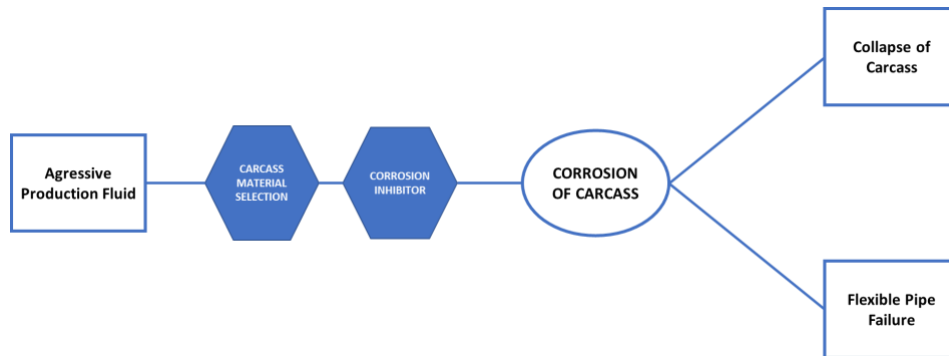 Agressive
Production Fluid
CARCASS
MATERIAL
SELECTION
CORROSION
INHIBITOR
CORROSION
OF CARCASS
Collapse of
Carcass
Flexible Pipe
Failure